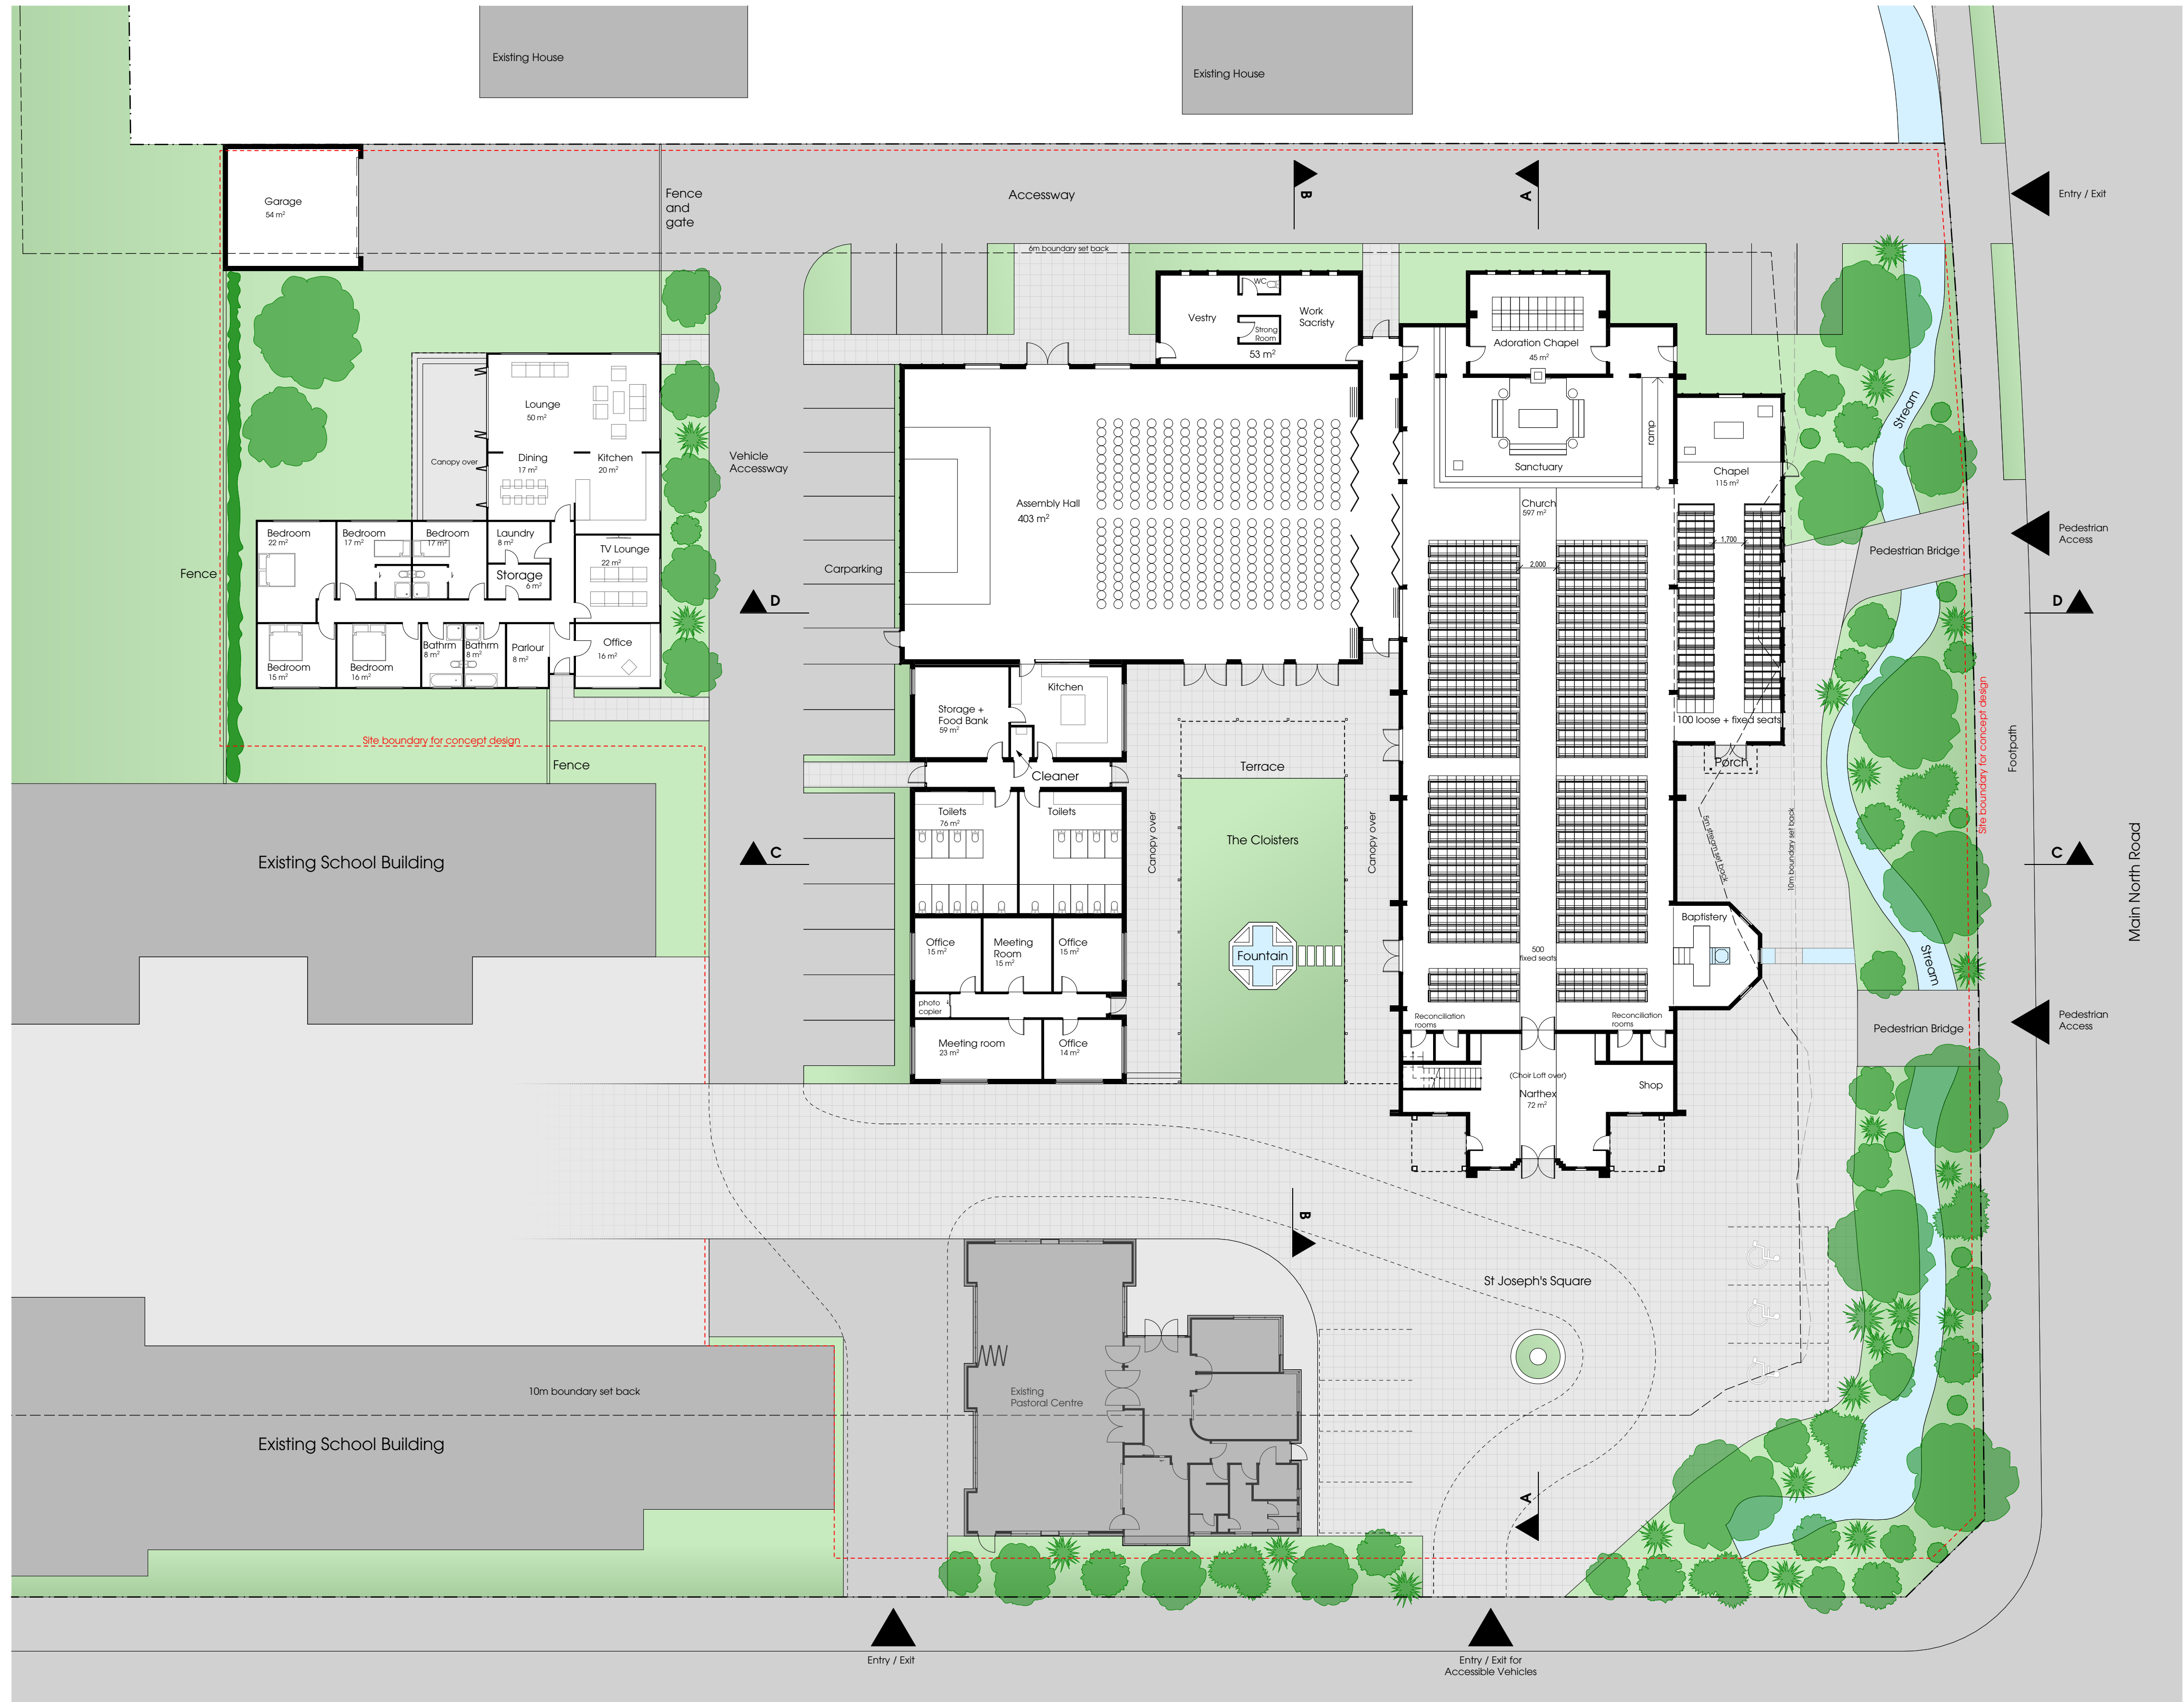 Existing House
Existing House
Garage
54 m²
Fence
and
gate
Accessway
B
A
Entry / Exit
6m boundary set back
Vestry
WC
Strong
Room
Work
Sacristy
53 m²
Adoration Chapel
45 m²
Lounge
50 m²
Dining
17 m²
Kitchen
20 m²
Canopy over
Vehicle
Accessway
Assembly Hall
403 m²
Sanctuary
ramp
Church
597 m²
Chapel
115 m²
Stream
1,700
2,000
Pedestrian Bridge
Pedestrian
Access
Bedroom
22 m²
Bedroom
17 m²
Bedroom
17 m²
Laundry
8 m²
Storage
6 m²
TV Lounge
22 m²
Fence
Carparking
D
D
Bedroom
15 m²
Bedroom
16 m²
Bathrm
8 m²
Bathrm
8 m²
Parlour
8 m²
Office
16 m²
Storage +
Food Bank
59 m²
Kitchen
Cleaner
100 loose + fixed seats
Porch
Site boundary for concept design
Fence
Terrace
Site boundary for concept design
Footpath
Existing School Building
Toilets
76 m²
Toilets
Canopy over
The Cloisters
Canopy over
5m stream set back
10m boundary set back
C
C
Main North Road
Baptistery
Office
15 m²
Meeting
Room
15 m²
Office
15 m²
Fountain
500
fixed seats
Stream
photo
copier
Reconciliation
rooms
Reconciliation
rooms
Pedestrian Bridge
Pedestrian
Access
Meeting room
23 m²
Office
14 m²
(Choir Loft over)
Narthex
72 m²
Shop
B
St Joseph's Square
10m boundary set back
Existing
Pastoral Centre
Existing School Building
A
Entry / Exit
Entry / Exit for
Accessible Vehicles